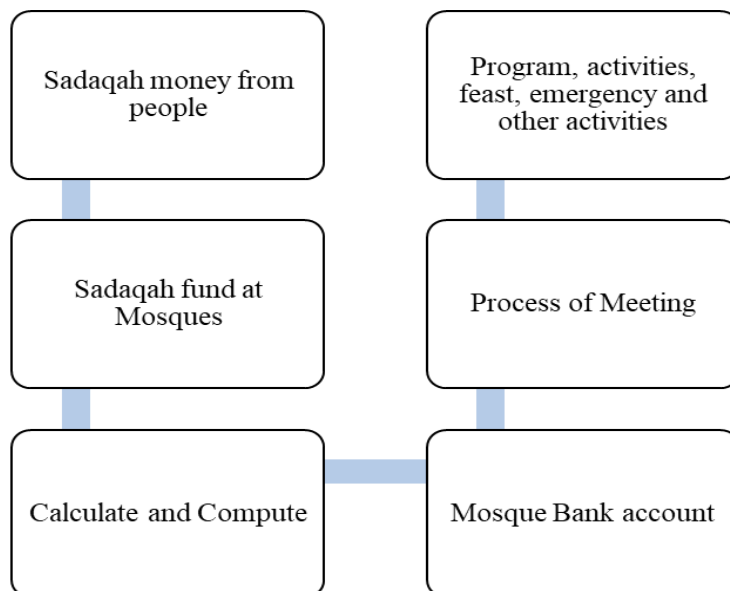 Sadaqah money from
people
Sadaqah fund at
Mosques
Calculate and Compute
Mosque Bank account
Process of Meeting
Program, activities,
feast, emergency and
other activities